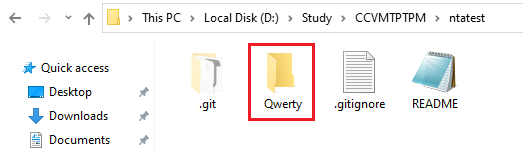 This PC > Local Disk (D:) > Study > CCVMTPTPM > ntatest
Quick access
Desktop
Downloads
Documents
.git
Qwerty
.gitignore
README